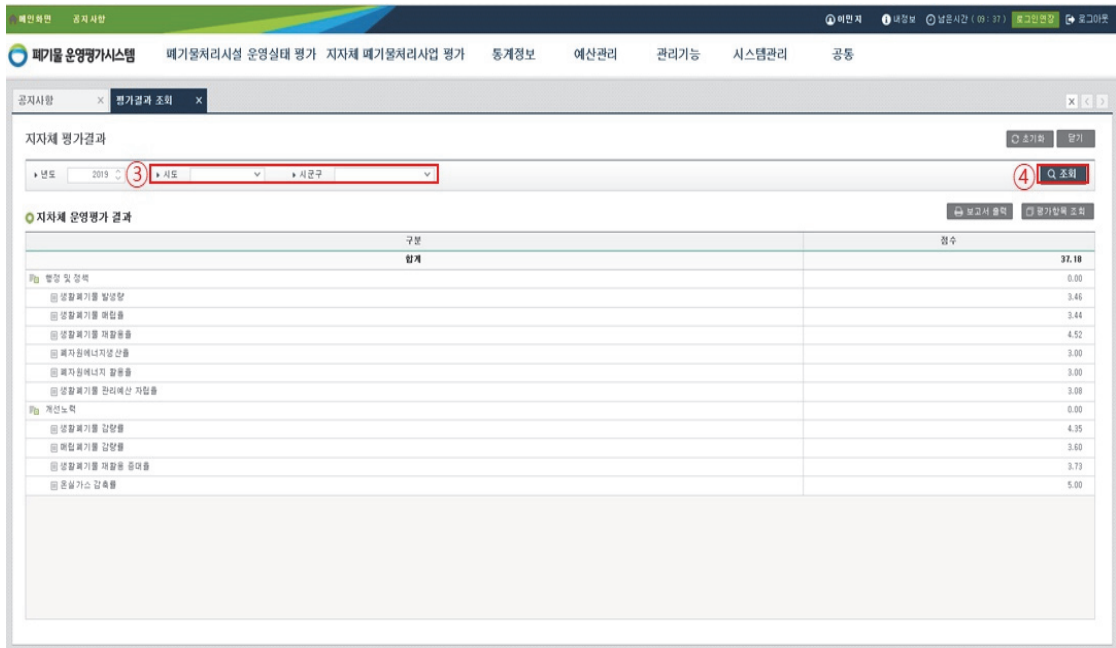 메인화면 공지사항 이민지 내정보 남은시간 ( 09 : 37 ) 로그인연장 로그아웃
폐기물 운영평가시스템 폐기물처리시설 운영실태 평가 지자체 폐기물처리사업 평가 통계정보 예산관리 관리기능 시스템관리 공통
공지사항 X 평가결과 조회 X X < >
지자체 평가결과 초기화 닫기
년도 2019 ③ 시도 시군구 ④ 조회
지차체 운영평가 결과 보고서 출력 평가항목 조회
구분 점수
합계 37.18
행정 및 정책 0.00
생활폐기물 발생량 3.46
생활폐기물 매립율 3.44
생활폐기물 재활용율 4.52
폐자원에너지생산율 3.00
폐자원에너지 활용율 3.00
생활폐기물 관리예산 자립율 3.08
개선노력 0.00
생활폐기물 감량률 4.35
매립폐기물 감량률 3.60
생활폐기물 재활용 증대율 3.73
온실가스 감축률 5.00